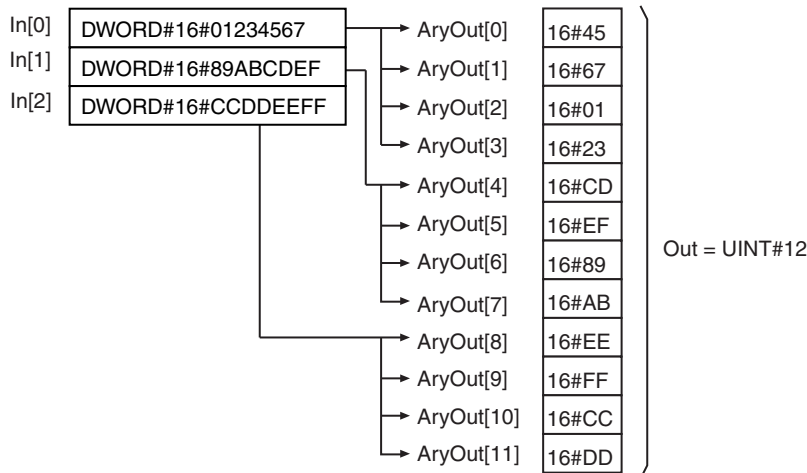 In[0] DWORD#16#01234567 AryOut[0] 16#45
In[1] DWORD#16#89ABCDEF AryOut[1] 16#67
In[2] DWORD#16#CCDDEEFF AryOut[2] 16#01
AryOut[3] 16#23
AryOut[4] 16#CD
AryOut[5] 16#EF
Out = UINT#12
AryOut[6] 16#89
AryOut[7] 16#AB
AryOut[8] 16#EE
AryOut[9] 16#FF
AryOut[10] 16#CC
AryOut[11] 16#DD